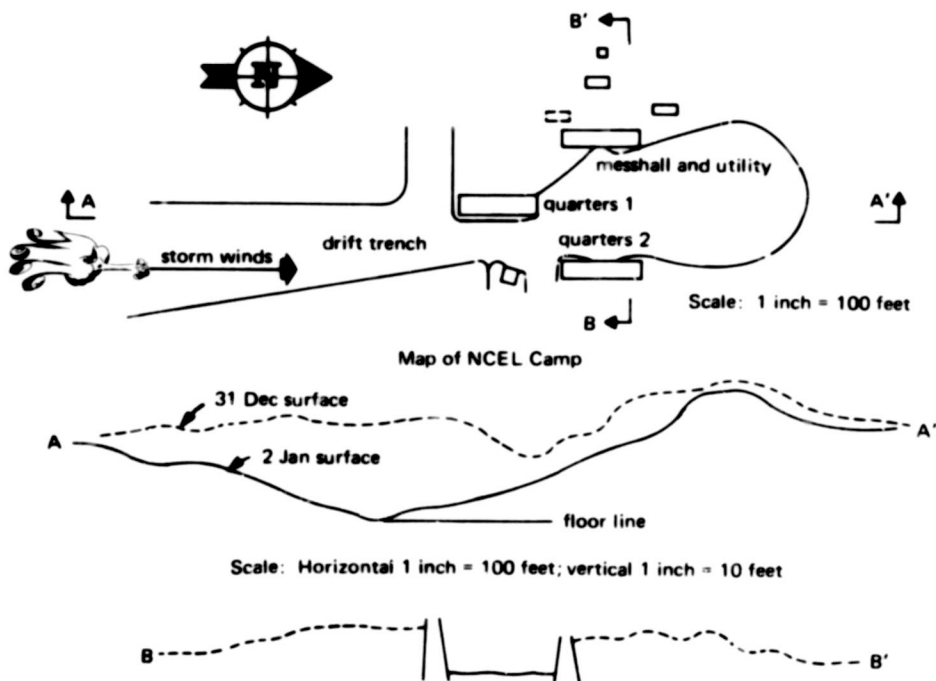 B'
N
messhall and utility
A
quarters 1
A'
drift trench
quarters 2
storm winds
Scale: 1 inch = 100 feet
B
Map of NCEL Camp
31 Dec surface
A
A'
2 Jan surface
floor line
Scale: Horizontal 1 inch = 100 feet; vertical 1 inch = 10 feet
B
B'